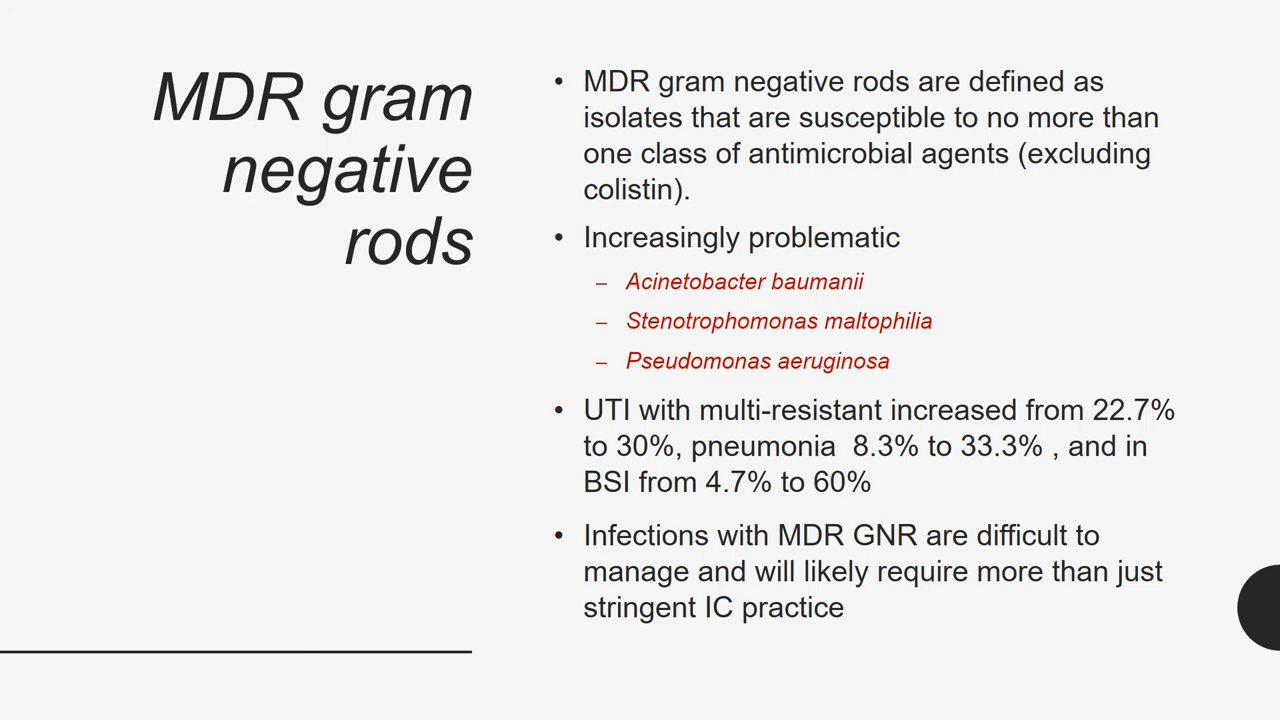 MDR gram
negative
rods
• MDR gram negative rods are defined as
isolates that are susceptible to no more than
one class of antimicrobial agents (excluding
colistin).
• Increasingly problematic
– Acinetobacter baumanii
– Stenotrophomonas maltophilia
– Pseudomonas aeruginosa
• UTI with multi-resistant increased from 22.7%
to 30%, pneumonia  8.3% to 33.3% , and in
BSI from 4.7% to 60%
• Infections with MDR GNR are difficult to
manage and will likely require more than just
stringent IC practice